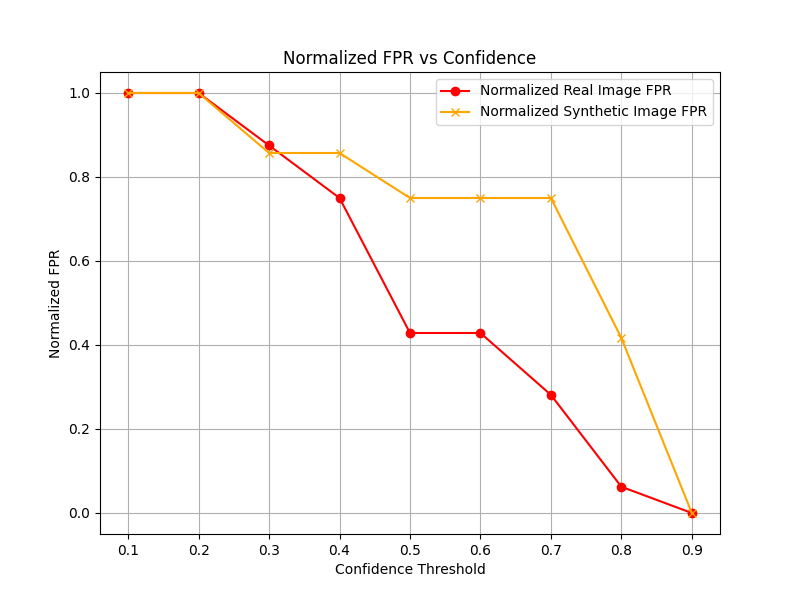 Normalized FPR vs Confidence
Normalized Real Image FPR
Normalized Synthetic Image FPR
Normalized FPR
1.0
0.8
0.6
0.4
0.2
0.0
0.1 0.2 0.3 0.4 0.5 0.6 0.7 0.8 0.9
Confidence Threshold